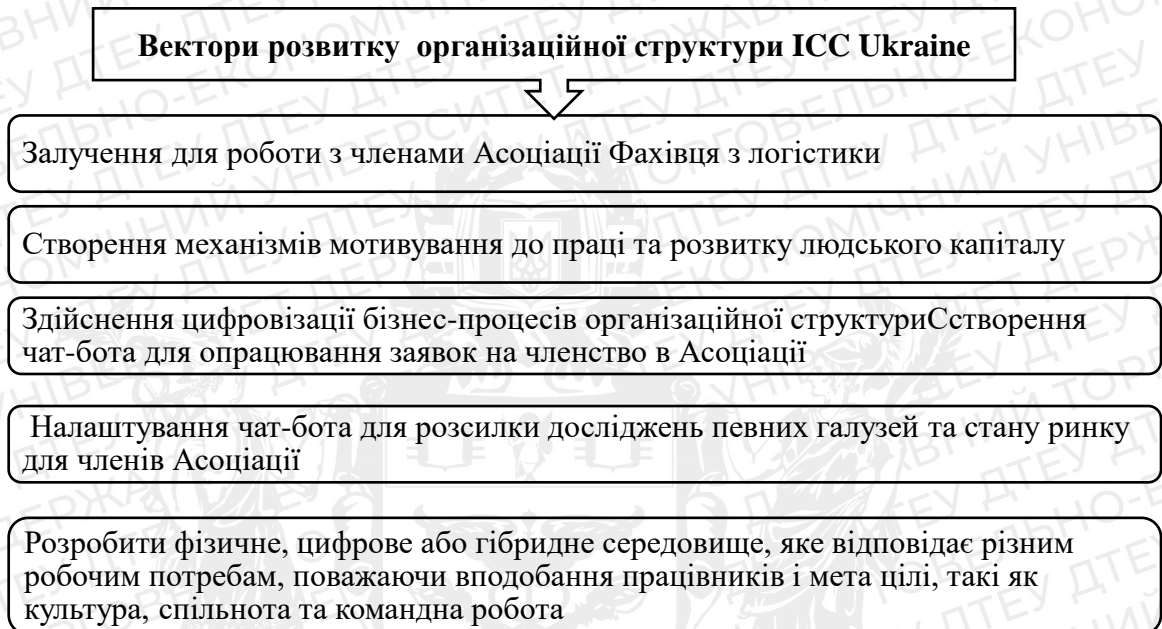 Вектори розвитку організаційної структури ICC Ukraine
Залучення для роботи з членами Асоціації Фахівця з логістики
Створення механізмів мотивування до праці та розвитку людського капіталу
Здійснення цифровізації бізнес-процесів організаційної структуриСстворення
чат-бота для опрацювання заявок на членство в Асоціації
Налаштування чат-бота для розсилки досліджень певних галузей та стану ринку
для членів Асоціації
Розробити фізичне, цифрове або гібридне середовище, яке відповідає різним
робочим потребам, поважаючи вподобання працівників і мета цілі, такі як
культура, спільнота та командна робота